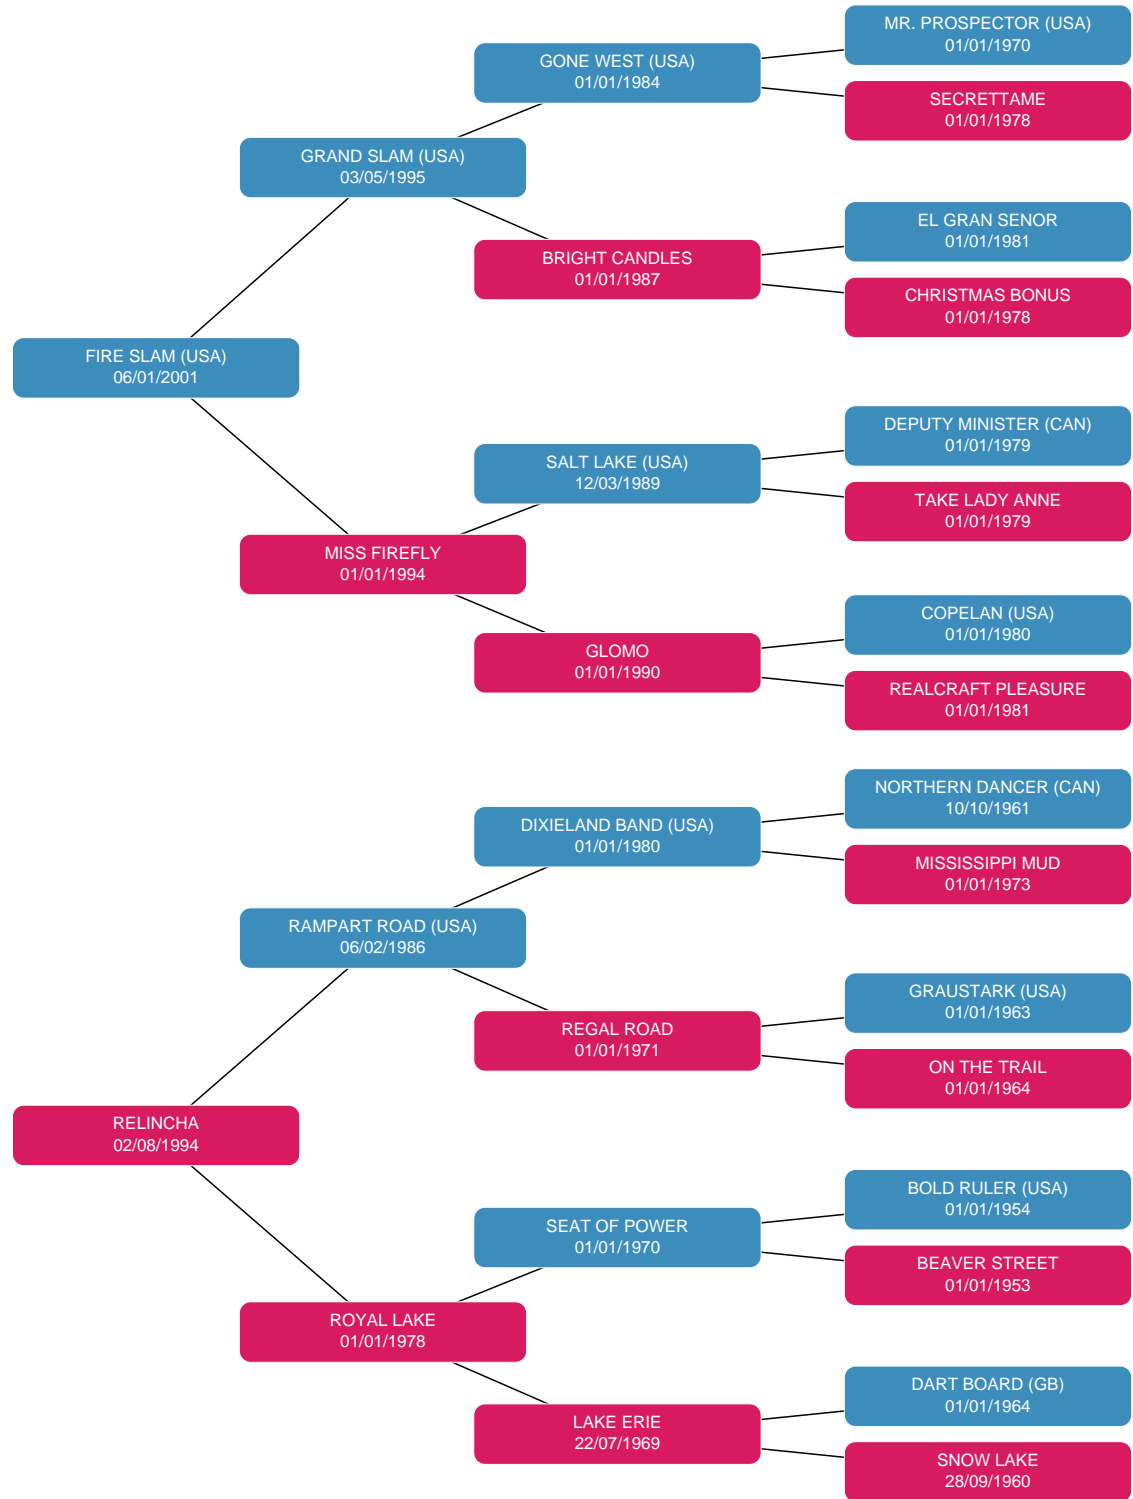 MR. PROSPECTOR (USA)
01/01/1970
GONE WEST (USA)
01/01/1984
SECRETTAME
01/01/1978
GRAND SLAM (USA)
03/05/1995
EL GRAN SENOR
01/01/1981
BRIGHT CANDLES
01/01/1987
CHRISTMAS BONUS
01/01/1978
FIRE SLAM (USA)
06/01/2001
DEPUTY MINISTER (CAN)
01/01/1979
SALT LAKE (USA)
12/03/1989
TAKE LADY ANNE
01/01/1979
MISS FIREFLY
01/01/1994
COPELAN (USA)
01/01/1980
GLOMO
01/01/1990
REALCRAFT PLEASURE
01/01/1981
NORTHERN DANCER (CAN)
10/10/1961
DIXIELAND BAND (USA)
01/01/1980
MISSISSIPPI MUD
01/01/1973
RAMPART ROAD (USA)
06/02/1986
GRAUSTARK (USA)
01/01/1963
REGAL ROAD
01/01/1971
ON THE TRAIL
01/01/1964
RELINCHA
02/08/1994
BOLD RULER (USA)
01/01/1954
SEAT OF POWER
01/01/1970
BEAVER STREET
01/01/1953
ROYAL LAKE
01/01/1978
DART BOARD (GB)
01/01/1964
LAKE ERIE
22/07/1969
SNOW LAKE
28/09/1960